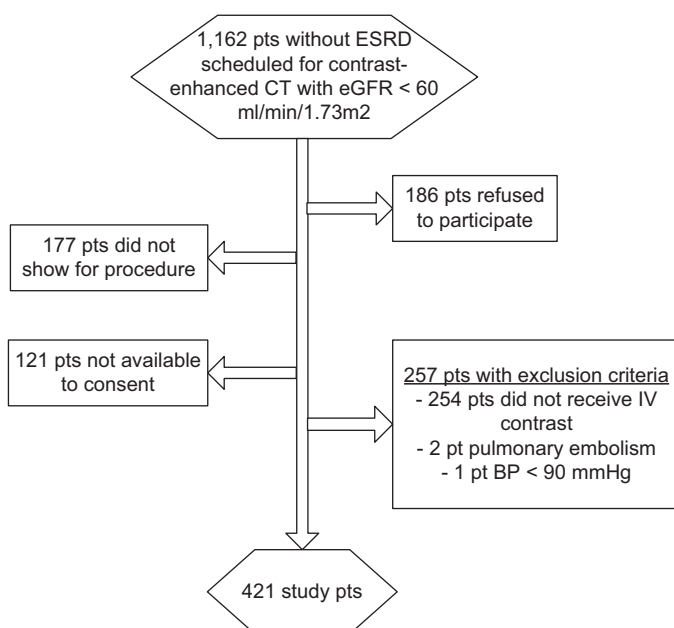 1,162 pts without ESRD
scheduled for contrast-
enhanced CT with eGFR < 60
ml/min/1.73m2
186 pts refused
to participate
177 pts did not
show for procedure
121 pts not available
to consent
257 pts with exclusion criteria
- 254 pts did not receive IV
contrast
- 2 pt pulmonary embolism
- 1 pt BP < 90 mmHg
421 study pts